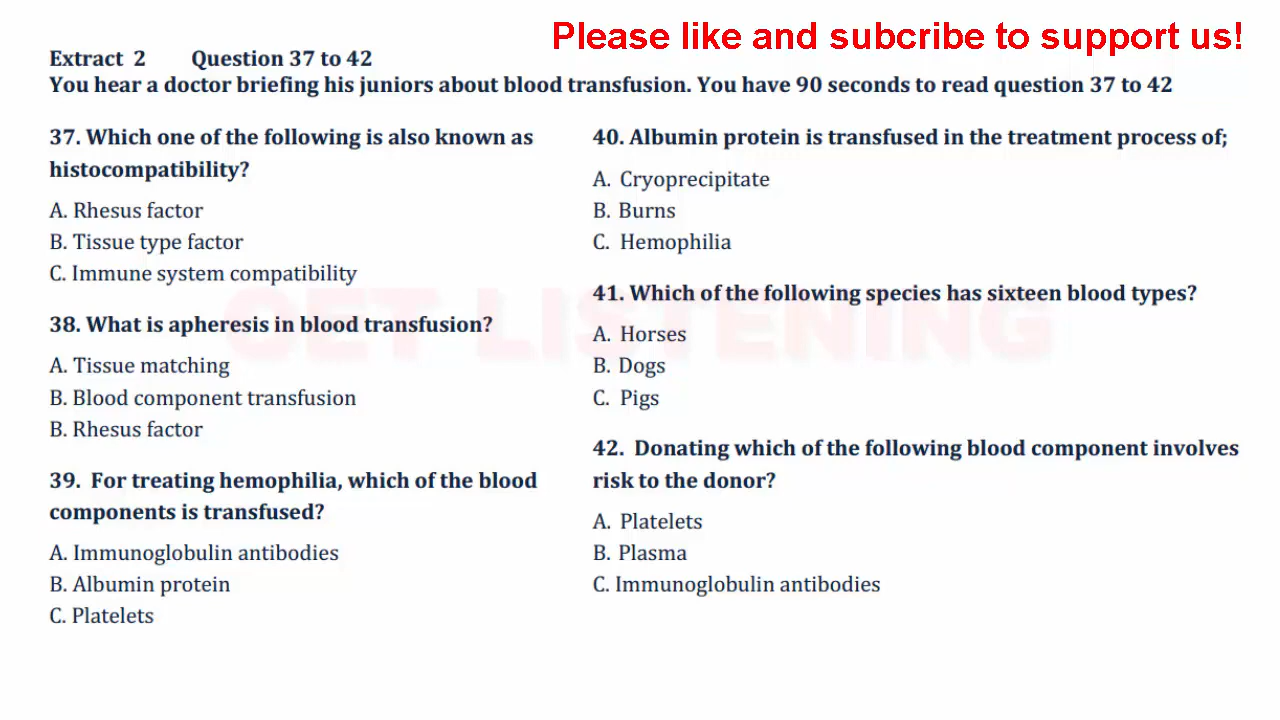 Please like and subcribe to support us!
Extract 2 Question 37 to 42
You hear a doctor briefing his juniors about blood transfusion. You have 90 seconds to read question 37 to 42
37. Which one of the following is also known as
histocompatibility?
A. Rhesus factor
B. Tissue type factor
C. Immune system compatibility
38. What is apheresis in blood transfusion?
A. Tissue matching
B. Blood component transfusion
B. Rhesus factor
39. For treating hemophilia, which of the blood
components is transfused?
A. Immunoglobulin antibodies
B. Albumin protein
C. Platelets
40. Albumin protein is transfused in the treatment process of;
A. Cryoprecipitate
B. Burns
C. Hemophilia
41. Which of the following species has sixteen blood types?
A. Horses
B. Dogs
C. Pigs
42. Donating which of the following blood component involves
risk to the donor?
A. Platelets
B. Plasma
C. Immunoglobulin antibodies
OET LISTENING